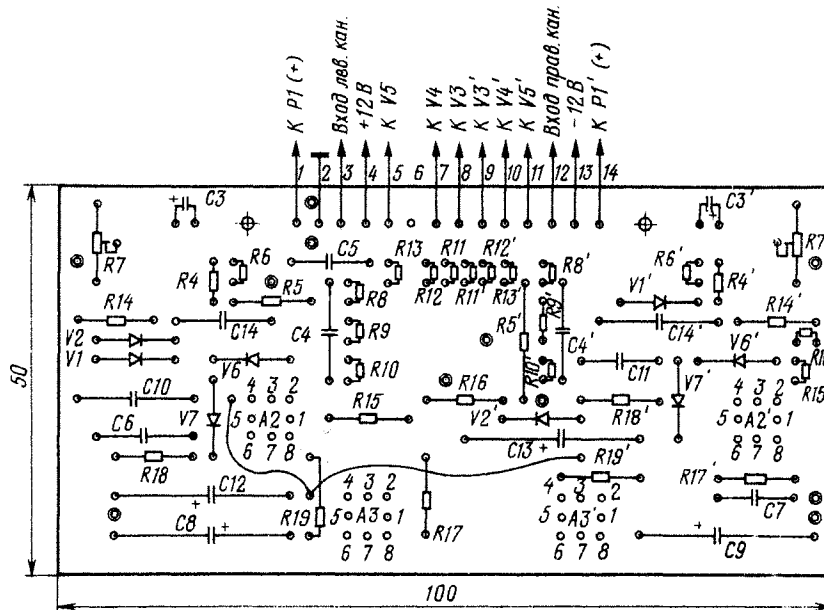 К P1 (+)
Вход лев. кан.
+12 В
К V5
К V4
К V3
К V3'
К V4'
К V5'
Вход прав. кан.
-12 В
К P1' (+)
1 2 3 4 5 6 7 8 9 10 11 12 13 14
+ C3
C3' +
R7 R4 R6 C5 R13 R11 R12' R8' R6' R4' R7
R5 R12 R11' R13' V1'
R14 C14 C4 R8 R5' R9' C4' C14' R14'
V2 R9
V1 V6 R10 R10' C11 V7' V6'
R15
C10 V7 4 3 2 R16 V2' R18' 4 3 2
5 A2 1 R15 5 A2' 1
C6 6 7 8 C13 + 6 7 8
R18 R19' R17'
C12 + 4 3 2 4 3 2 C7
R19 5 A3 1 R17 5 A3' 1
C8 + 6 7 8 6 7 8 + C9
50
100